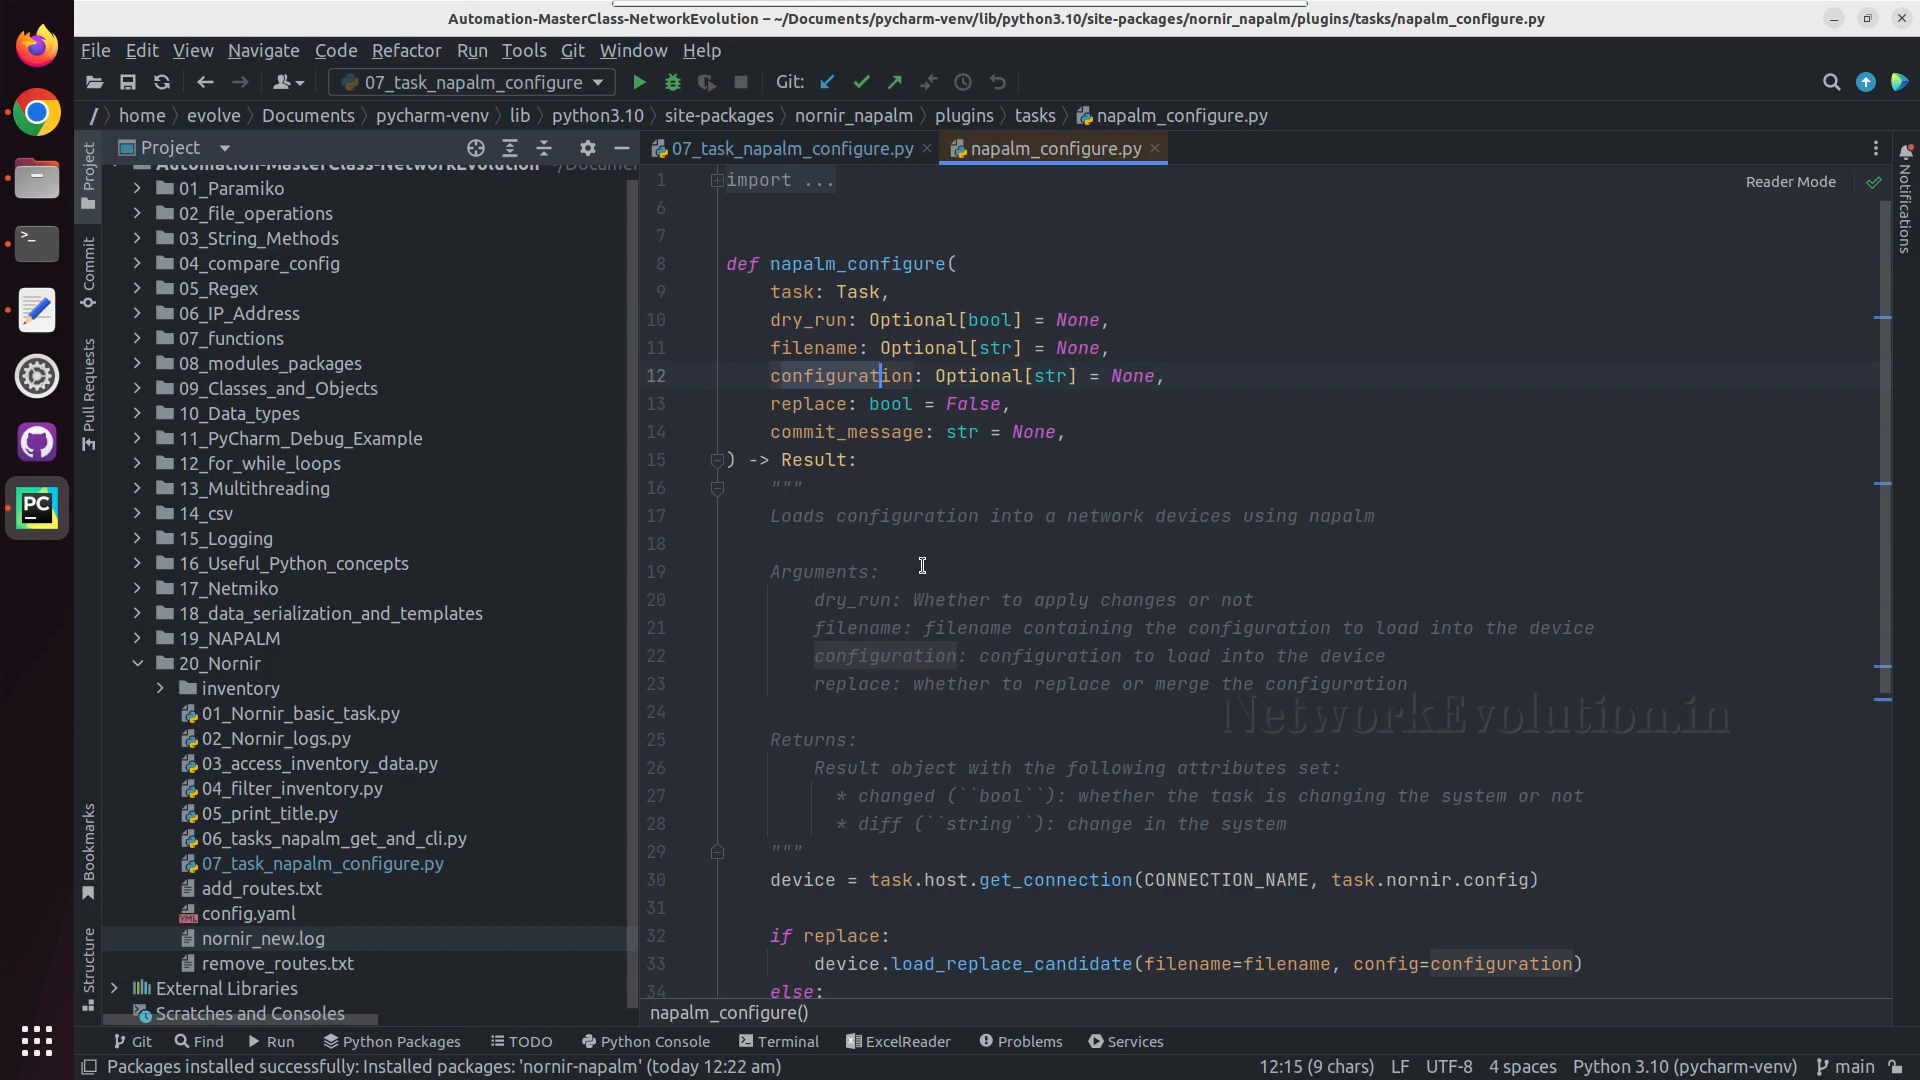 Automation-MasterClass-NetworkEvolution – ~/Documents/pycharm-venv/lib/python3.10/site-packages/nornir_napalm/plugins/tasks/napalm_configure.py
File Edit View Navigate Code Refactor Run Tools Git Window Help
07_task_napalm_configure Git:
/ home evolve Documents pycharm-venv lib python3.10 site-packages nornir_napalm plugins tasks napalm_configure.py
Project
07_task_napalm_configure.py napalm_configure.py
Automation-MasterClass-NetworkEvolution
01_Paramiko
02_file_operations
03_String_Methods
04_compare_config
05_Regex
06_IP_Address
07_functions
08_modules_packages
09_Classes_and_Objects
10_Data_types
11_PyCharm_Debug_Example
12_for_while_loops
13_Multithreading
14_csv
15_Logging
16_Useful_Python_concepts
17_Netmiko
18_data_serialization_and_templates
19_NAPALM
20_Nornir
inventory
01_Nornir_basic_task.py
02_Nornir_logs.py
03_access_inventory_data.py
04_filter_inventory.py
05_print_title.py
06_tasks_napalm_get_and_cli.py
07_task_napalm_configure.py
add_routes.txt
config.yaml
nornir_new.log
remove_routes.txt
External Libraries
Scratches and Consoles
Project
Commit
Pull Requests
Bookmarks
Structure
Notifications
Reader Mode
1 import ...
6
7
8 def napalm_configure(
9 task: Task,
10 dry_run: Optional[bool] = None,
11 filename: Optional[str] = None,
12 configuration: Optional[str] = None,
13 replace: bool = False,
14 commit_message: str = None,
15 ) -> Result:
16 """
17 Loads configuration into a network devices using napalm
18
19 Arguments:
20 dry_run: Whether to apply changes or not
21 filename: filename containing the configuration to load into the device
22 configuration: configuration to load into the device
23 replace: whether to replace or merge the configuration
24
25 Returns:
26 Result object with the following attributes set:
27 * changed (``bool``): whether the task is changing the system or not
28 * diff (``string``): change in the system
29 """
30 device = task.host.get_connection(CONNECTION_NAME, task.nornir.config)
31
32 if replace:
33 device.load_replace_candidate(filename=filename, config=configuration)
34 else:
NetworkEvolution.in
napalm_configure()
Git Find Run Python Packages TODO Python Console Terminal ExcelReader Problems Services
Packages installed successfully: Installed packages: 'nornir-napalm' (today 12:22 am) 12:15 (9 chars) LF UTF-8 4 spaces Python 3.10 (pycharm-venv) main